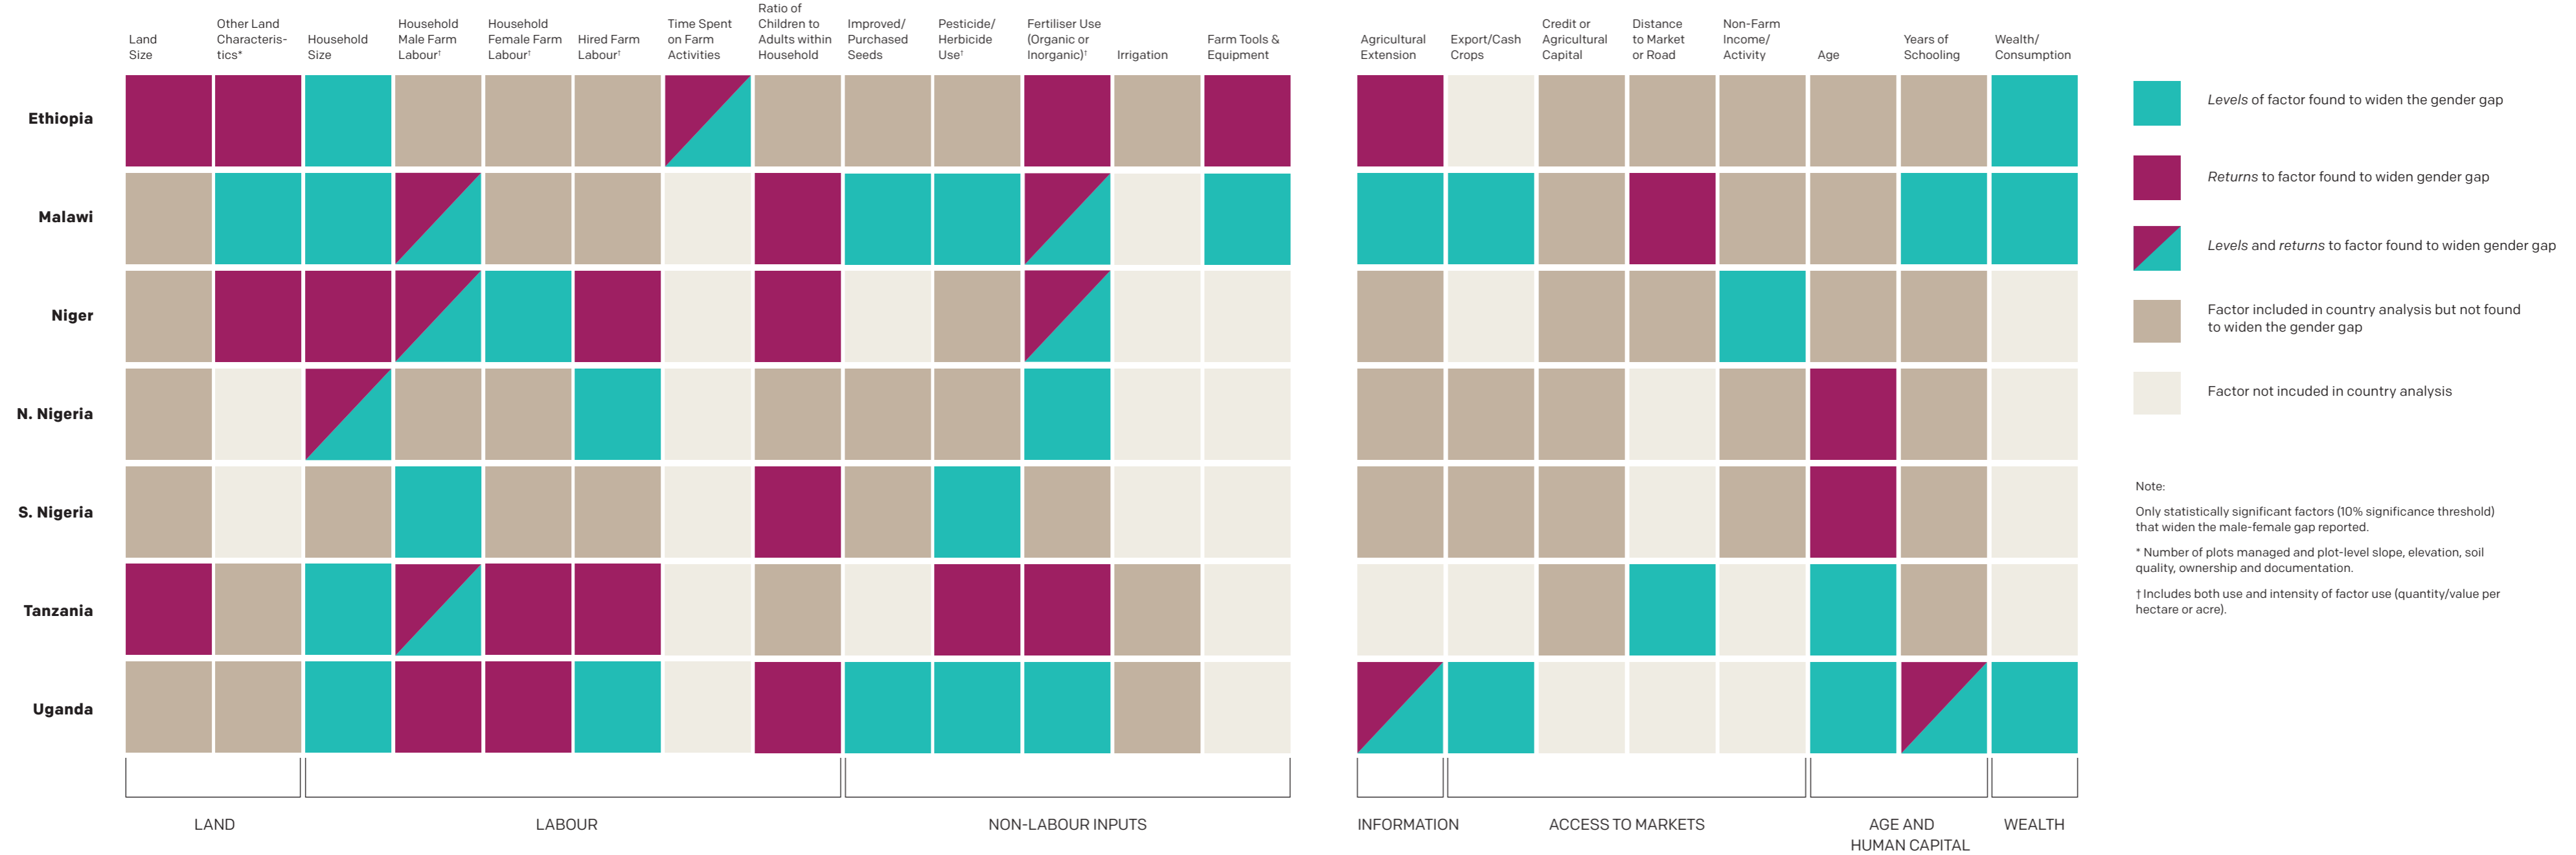 Land
Size
Other Land
Characteris-
tics*
Household
Size
Household
Male Farm
Labour†
Household
Female Farm
Labour†
Hired Farm
Labour†
Time Spent
on Farm
Activities
Ratio of
Children to
Adults within
Household
Improved/
Purchased
Seeds
Pesticide/
Herbicide
Use†
Fertiliser Use
(Organic or
Inorganic)†
Irrigation
Farm Tools &
Equipment
Agricultural
Extension
Export/Cash
Crops
Credit or
Agricultural
Capital
Distance
to Market
or Road
Non-Farm
Income/
Activity
Age
Years of
Schooling
Wealth/
Consumption
Ethiopia
Malawi
Niger
N. Nigeria
S. Nigeria
Tanzania
Uganda
LAND
LABOUR
NON-LABOUR INPUTS
INFORMATION
ACCESS TO MARKETS
AGE AND
HUMAN CAPITAL
WEALTH
Levels of factor found to widen the gender gap
Returns to factor found to widen gender gap
Levels and returns to factor found to widen gender gap
Factor included in country analysis but not found
to widen the gender gap
Factor not incuded in country analysis
Note:
Only statistically significant factors (10% significance threshold)
that widen the male-female gap reported.
* Number of plots managed and plot-level slope, elevation, soil
quality, ownership and documentation.
† Includes both use and intensity of factor use (quantity/value per
hectare or acre).